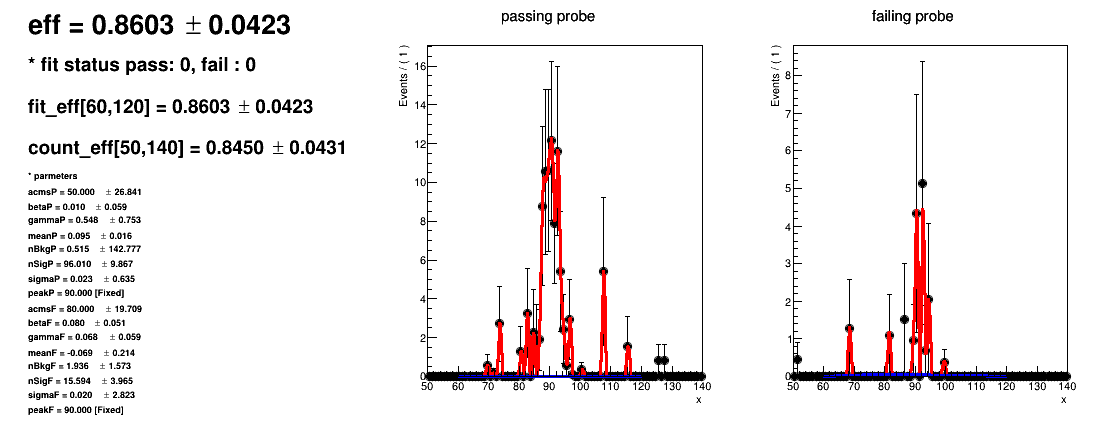 eff = 0.8603 ± 0.0423
* fit status pass: 0, fail : 0
fit_eff[60,120] = 0.8603 ± 0.0423
count_eff[50,140] = 0.8450 ± 0.0431
* parmeters
acmsP = 50.000 ± 26.841
betaP = 0.010 ± 0.059
gammaP = 0.548 ± 0.753
meanP = 0.095 ± 0.016
nBkgP = 0.515 ± 142.777
nSigP = 96.010 ± 9.867
sigmaP = 0.023 ± 0.635
peakP = 90.000 [Fixed]
acmsF = 80.000 ± 19.709
betaF = 0.080 ± 0.051
gammaF = 0.068 ± 0.059
meanF = -0.069 ± 0.214
nBkgF = 1.936 ± 1.573
nSigF = 15.594 ± 3.965
sigmaF = 0.020 ± 2.823
peakF = 90.000 [Fixed]
passing probe
Events / ( 1 )
16
14
12
10
8
6
4
2
0
50 60 70 80 90 100 110 120 130 140
x
failing probe
Events / ( 1 )
8
7
6
5
4
3
2
1
0
50 60 70 80 90 100 110 120 130 140
x